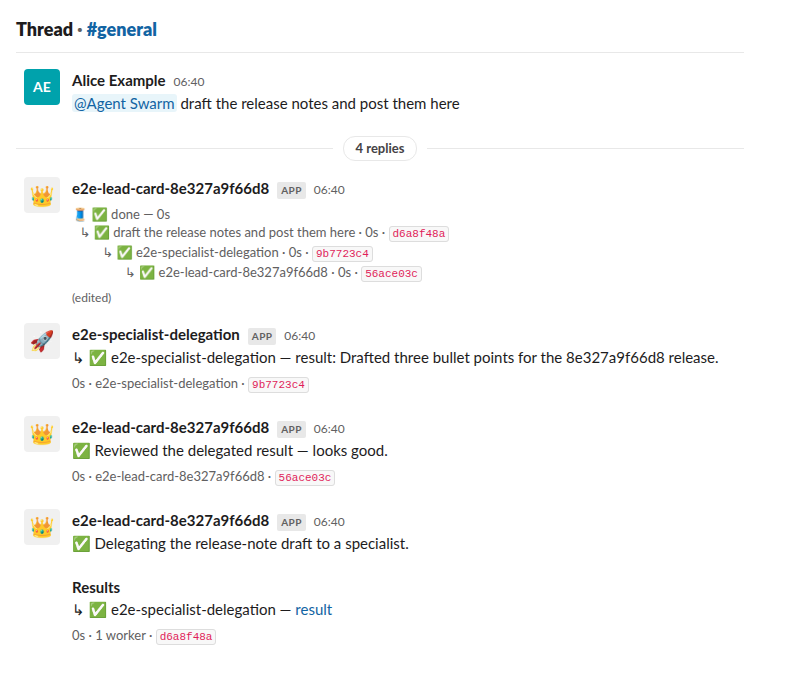 Thread • #general
AE
Alice Example 06:40
@Agent Swarm draft the release notes and post them here
4 replies
e2e-lead-card-8e327a9f66d8 APP 06:40
🧵 ✅ done — 0s
↳ ✅ draft the release notes and post them here · 0s · d6a8f48a
↳ ✅ e2e-specialist-delegation · 0s · 9b7723c4
↳ ✅ e2e-lead-card-8e327a9f66d8 · 0s · 56ace03c
(edited)
e2e-specialist-delegation APP 06:40
↳ ✅ e2e-specialist-delegation — result: Drafted three bullet points for the 8e327a9f66d8 release.
0s · e2e-specialist-delegation · 9b7723c4
e2e-lead-card-8e327a9f66d8 APP 06:40
✅ Reviewed the delegated result — looks good.
0s · e2e-lead-card-8e327a9f66d8 · 56ace03c
e2e-lead-card-8e327a9f66d8 APP 06:40
✅ Delegating the release-note draft to a specialist.
Results
↳ ✅ e2e-specialist-delegation — result
0s · 1 worker · d6a8f48a